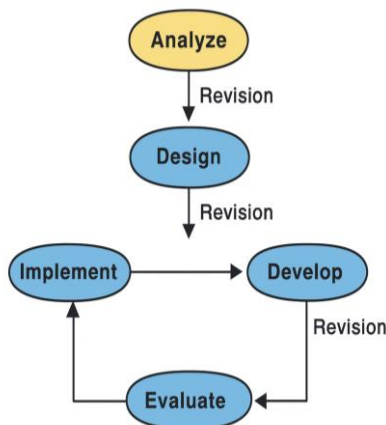 Analyze
Revision
Design
Revision
Implement
Develop
Revision
Evaluate